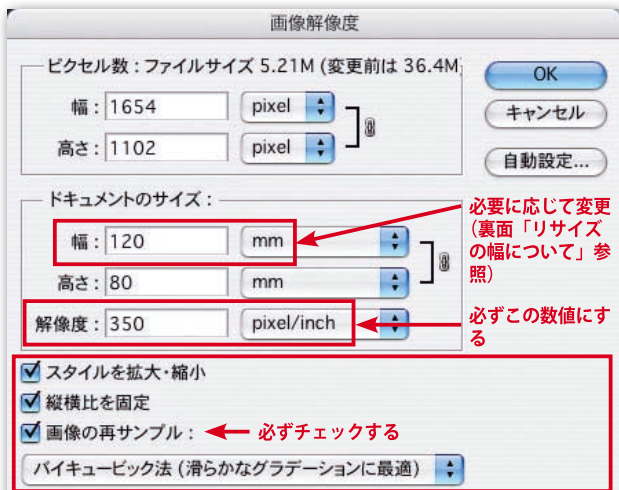 画像解像度
ピクセル数：ファイルサイズ 5.21M (変更前は 36.4M)
幅：1654 pixel
高さ：1102 pixel
OK
キャンセル
自動設定...
ドキュメントのサイズ：
幅：120 mm
高さ：80 mm
解像度：350 pixel/inch
必要に応じて変更
(裏面「リサイズ
の幅について」参
照)
必ずこの数値にす
る
スタイルを拡大・縮小
縦横比を固定
画像の再サンプル：
必ずチェックする
バイキュービック法 (滑らかなグラデーションに最適)